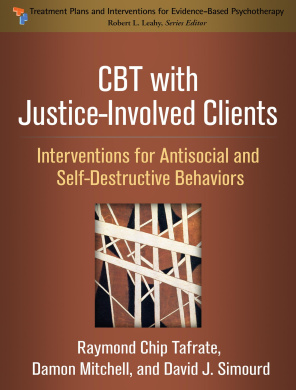 Treatment Plans and Interventions for Evidence-Based Psychotherapy
Robert L. Leahy, Series Editor
CBT with
Justice-Involved Clients
Interventions for Antisocial and
Self-Destructive Behaviors
Raymond Chip Tafrate,
Damon Mitchell, and David J. Simourd